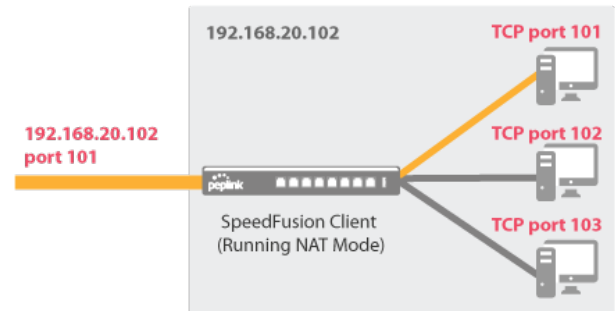 192.168.20.102
TCP port 101
192.168.20.102
port 101
TCP port 102
peplink
SpeedFusion Client
(Running NAT Mode)
TCP port 103